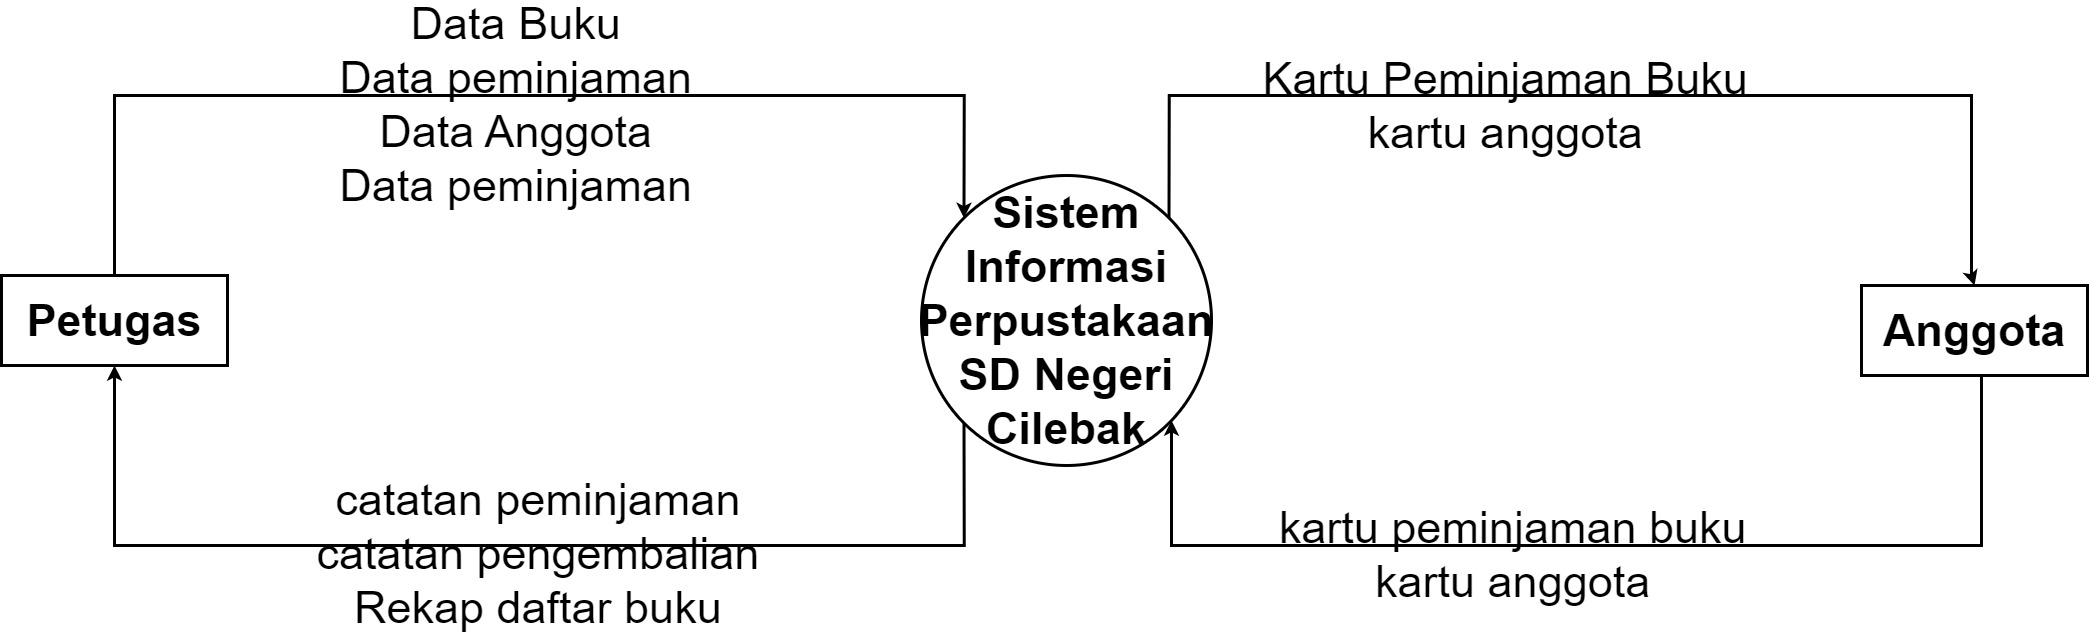 Data Buku
Data peminjaman
Data Anggota
Data peminjaman
Kartu Peminjaman Buku
kartu anggota
Petugas
Sistem
Informasi
Perpustakaan
SD Negeri
Cilebak
Anggota
catatan peminjaman
catatan pengembalian
Rekap daftar buku
kartu peminjaman buku
kartu anggota